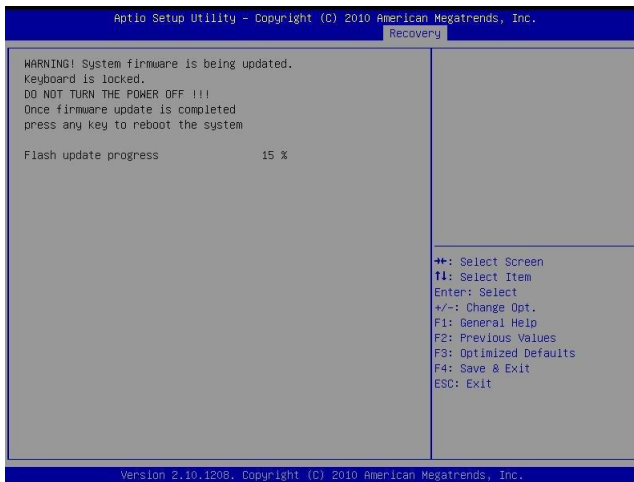 Aptio Setup Utility – Copyright (C) 2010 American Megatrends, Inc.
Recovery
WARNING! System firmware is being updated.
Keyboard is locked.
DO NOT TURN THE POWER OFF !!!
Once firmware update is completed
press any key to reboot the system
Flash update progress 15 %
→←: Select Screen
↑↓: Select Item
Enter: Select
+/-: Change Opt.
F1: General Help
F2: Previous Values
F3: Optimized Defaults
F4: Save & Exit
ESC: Exit
Version 2.10.1208. Copyright (C) 2010 American Megatrends, Inc.